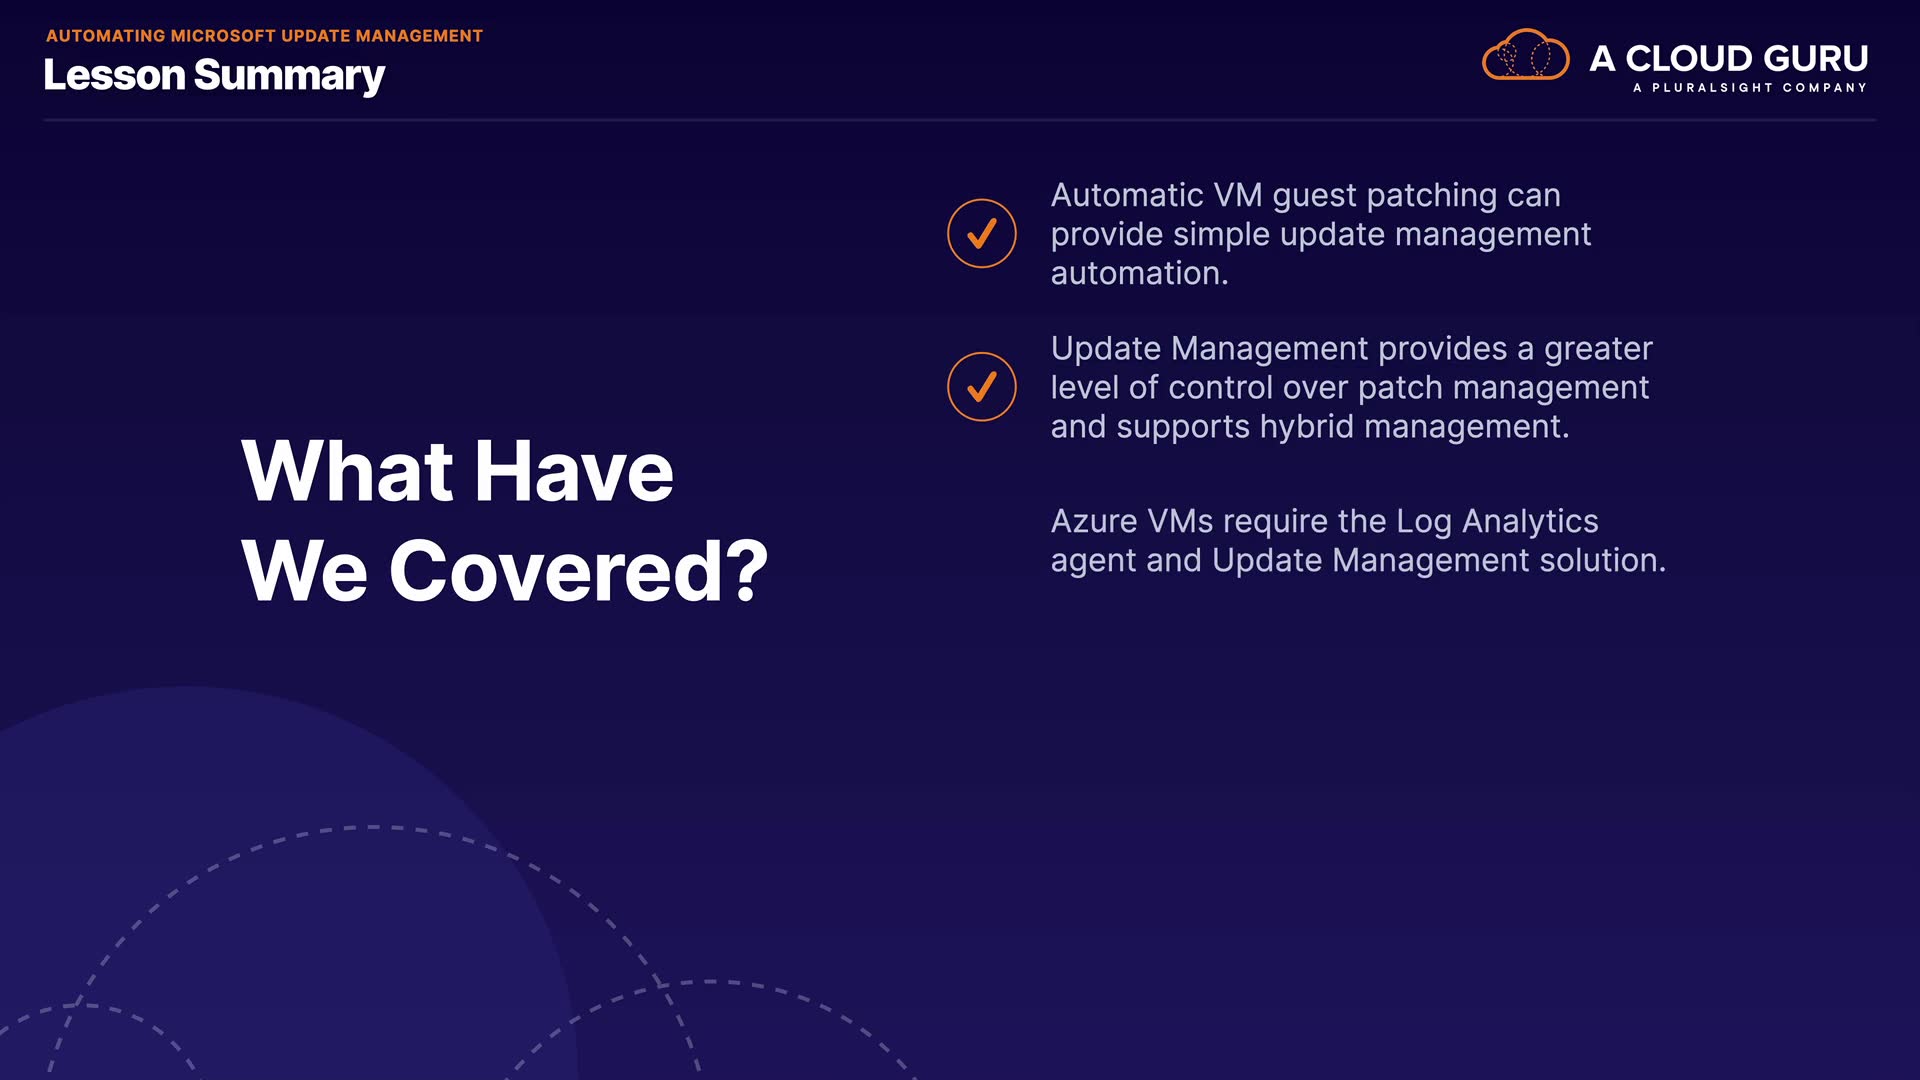 AUTOMATING MICROSOFT UPDATE MANAGEMENT
Lesson Summary
A CLOUD GURU
A PLURALSIGHT COMPANY
What Have
We Covered?
Automatic VM guest patching can
provide simple update management
automation.
Update Management provides a greater
level of control over patch management
and supports hybrid management.
Azure VMs require the Log Analytics
agent and Update Management solution.